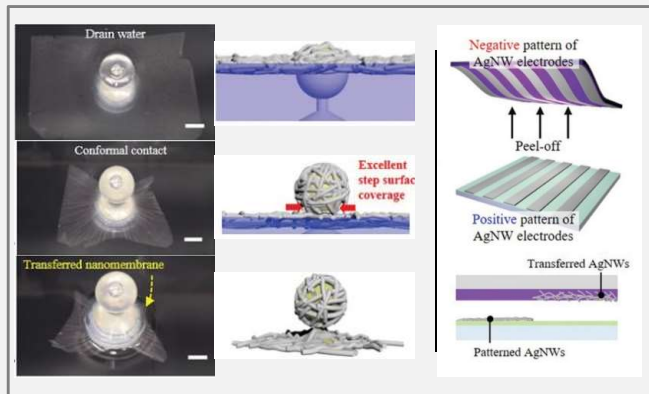 Drain water
Conformal contact
Excellent
step surfac
coverage
Transferred nanomembrane
Negative pattern of
AgNW electrodes
Peel-off
Positive pattern of
AgNW electrodes
Transferred AgNWs
Patterned AgNWs